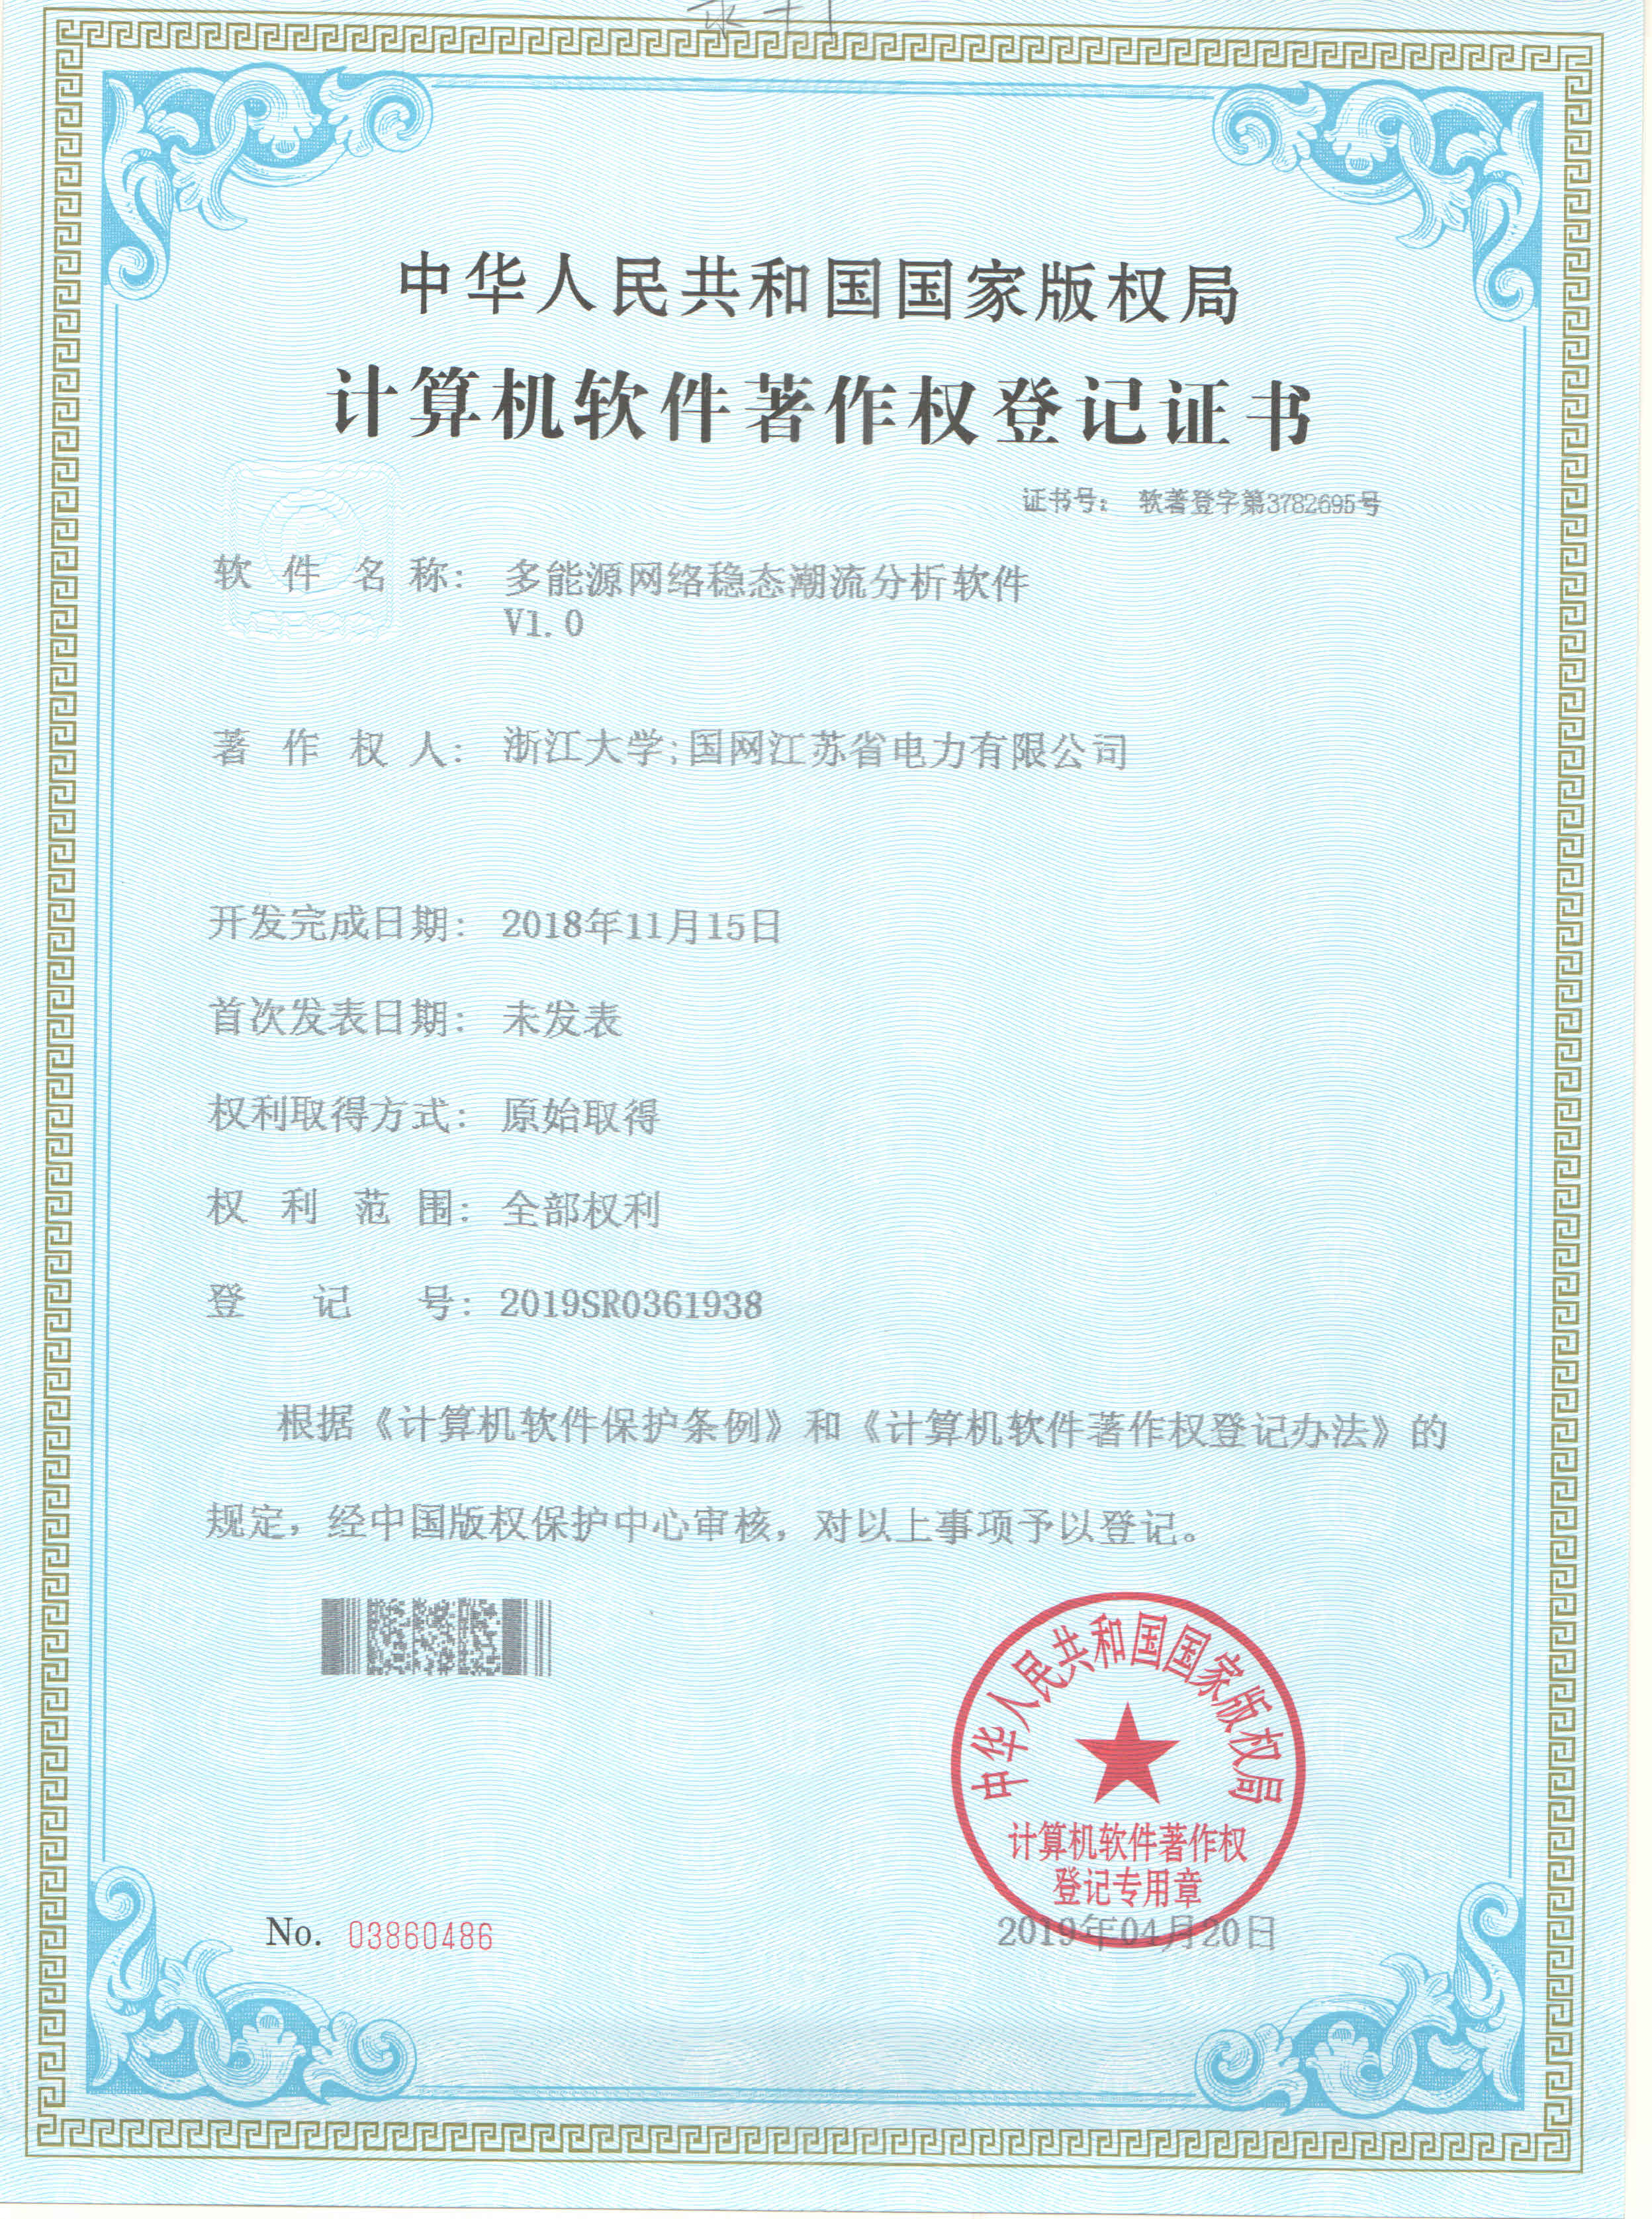 中华人民共和国国家版权局
计算机软件著作权登记证书
证书号： 软著登字第3782695号
软件名称： 多能源网络稳态潮流分析软件
V1.0
著作权人： 浙江大学;国网江苏省电力有限公司
开发完成日期： 2018年11月15日
首次发表日期： 未发表
权利取得方式： 原始取得
权利范围： 全部权利
登记号： 2019SR0361938
根据《计算机软件保护条例》和《计算机软件著作权登记办法》的
规定，经中国版权保护中心审核，对以上事项予以登记。
中华人民共和国国家版权局
计算机软件著作权
登记专用章
No. 03860486
2019年04月20日